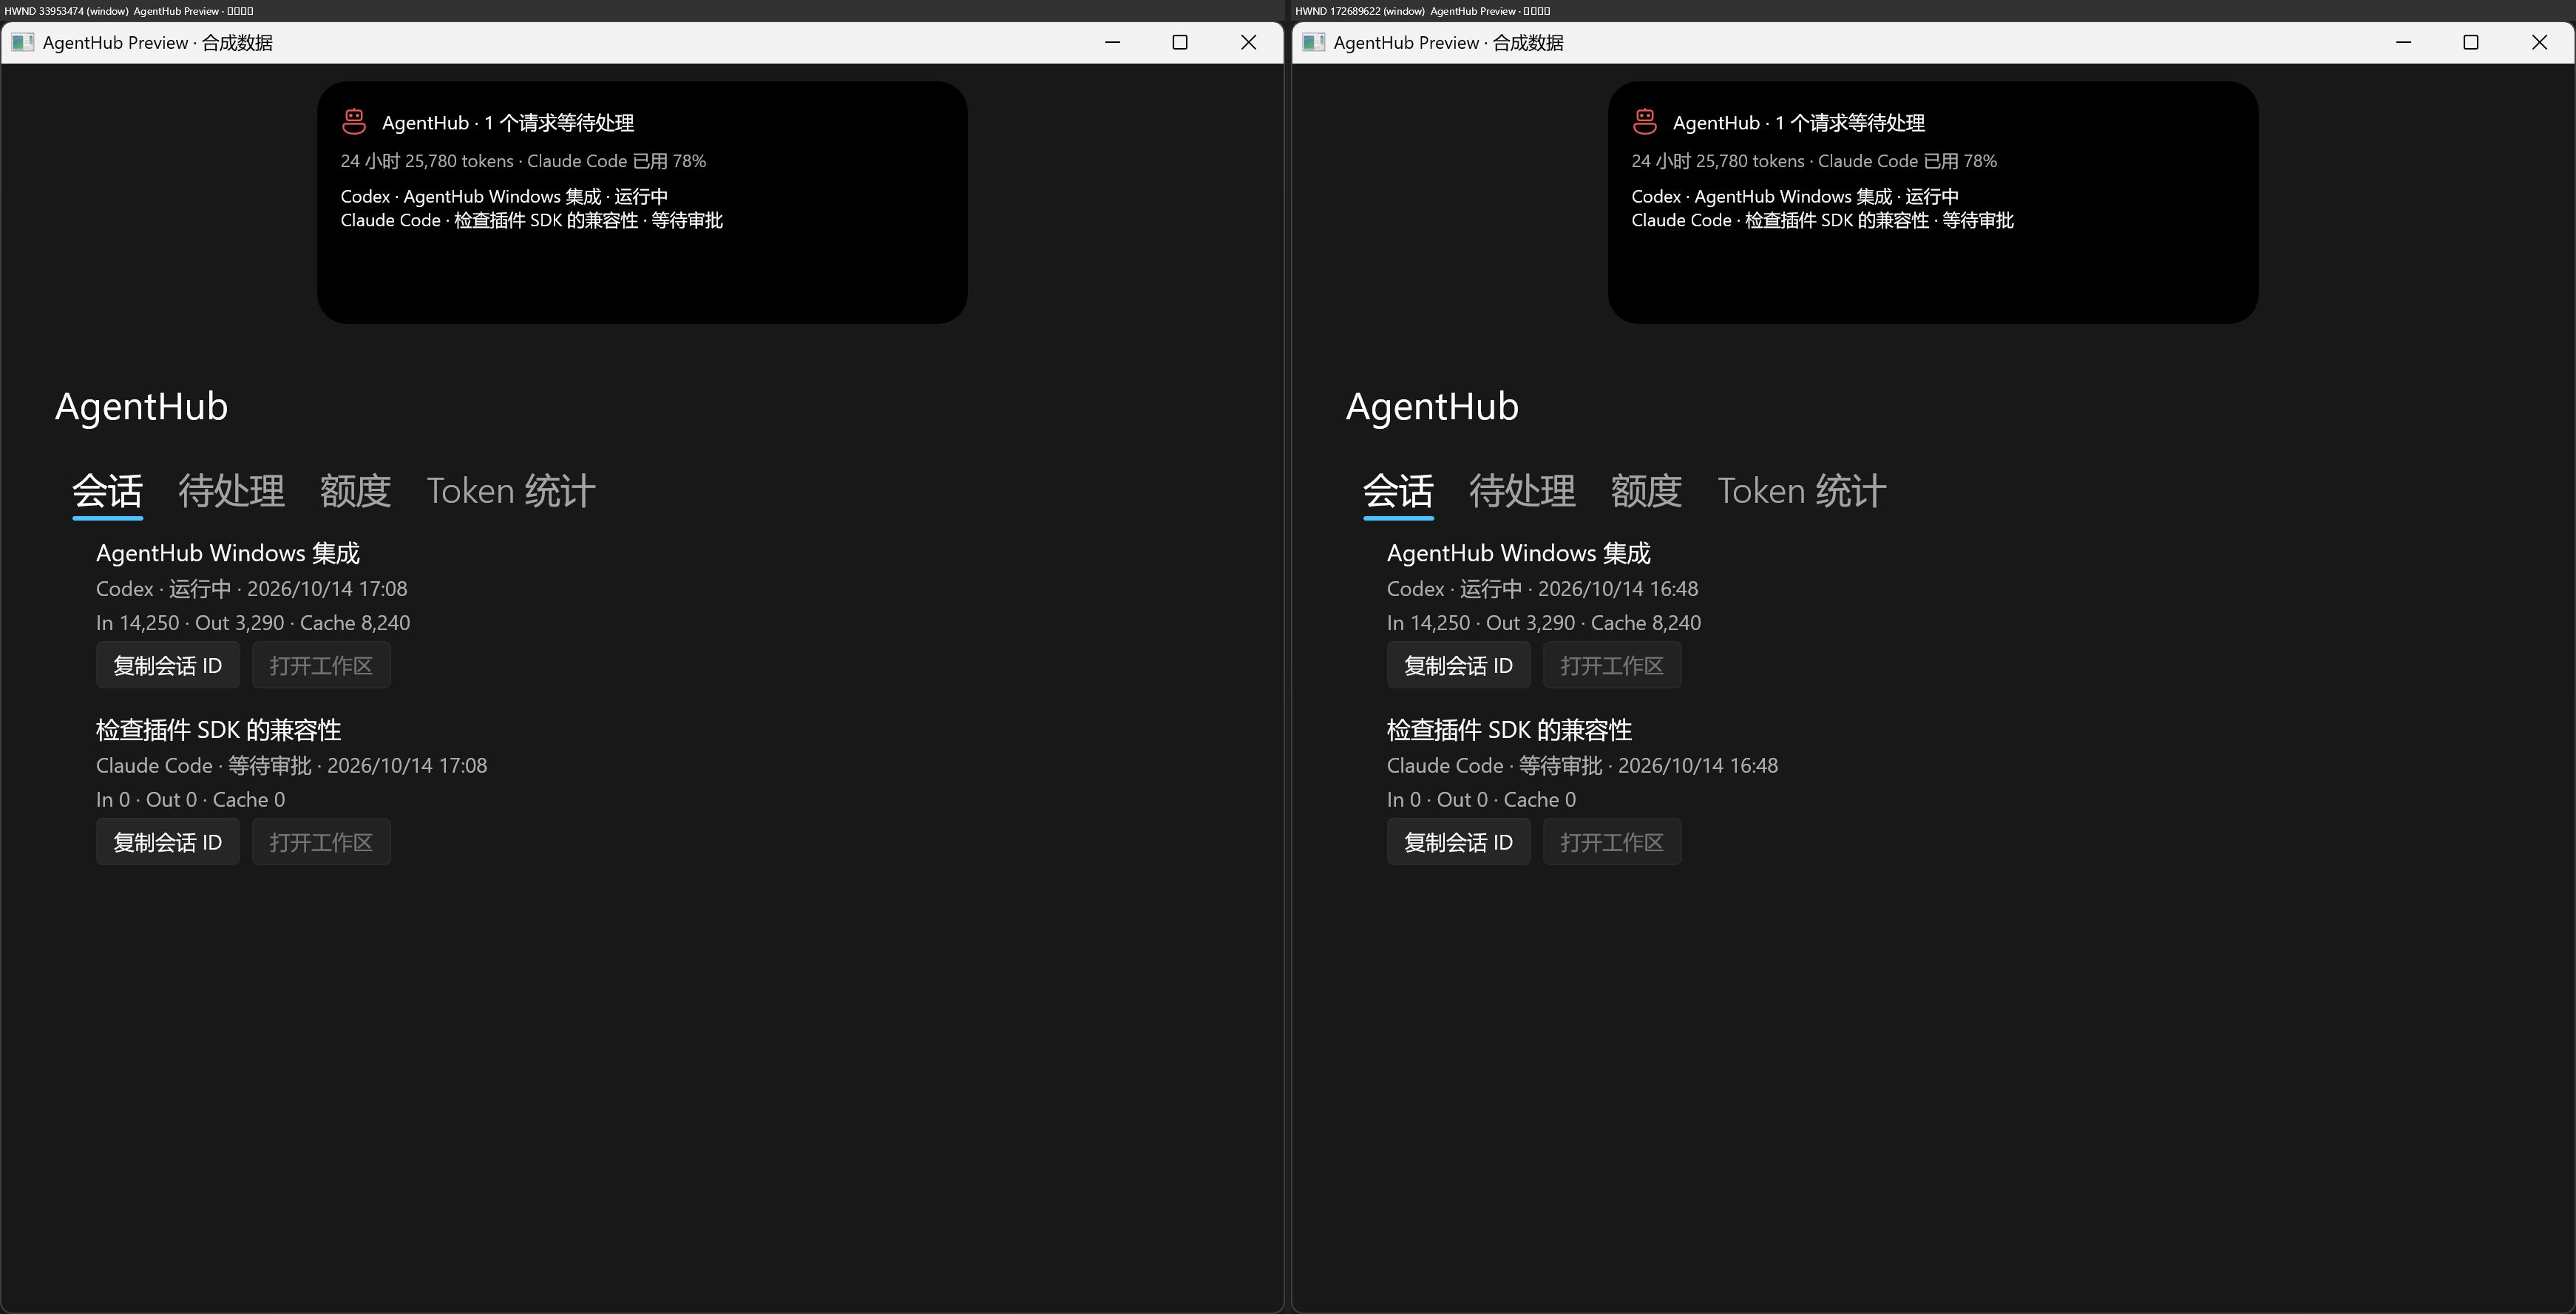 HWND 33953474 (window)  AgentHub Preview · □□□□
AgentHub Preview · 合成数据
AgentHub · 1 个请求等待处理
24 小时 25,780 tokens · Claude Code 已用 78%
Codex · AgentHub Windows 集成 · 运行中
Claude Code · 检查插件 SDK 的兼容性 · 等待审批
AgentHub
会话 待处理 额度 Token 统计
AgentHub Windows 集成
Codex · 运行中 · 2026/10/14 17:08
In 14,250 · Out 3,290 · Cache 8,240
复制会话 ID 打开工作区
检查插件 SDK 的兼容性
Claude Code · 等待审批 · 2026/10/14 17:08
In 0 · Out 0 · Cache 0
复制会话 ID 打开工作区
HWND 172689622 (window)  AgentHub Preview · □□□□
AgentHub Preview · 合成数据
AgentHub · 1 个请求等待处理
24 小时 25,780 tokens · Claude Code 已用 78%
Codex · AgentHub Windows 集成 · 运行中
Claude Code · 检查插件 SDK 的兼容性 · 等待审批
AgentHub
会话 待处理 额度 Token 统计
AgentHub Windows 集成
Codex · 运行中 · 2026/10/14 16:48
In 14,250 · Out 3,290 · Cache 8,240
复制会话 ID 打开工作区
检查插件 SDK 的兼容性
Claude Code · 等待审批 · 2026/10/14 16:48
In 0 · Out 0 · Cache 0
复制会话 ID 打开工作区